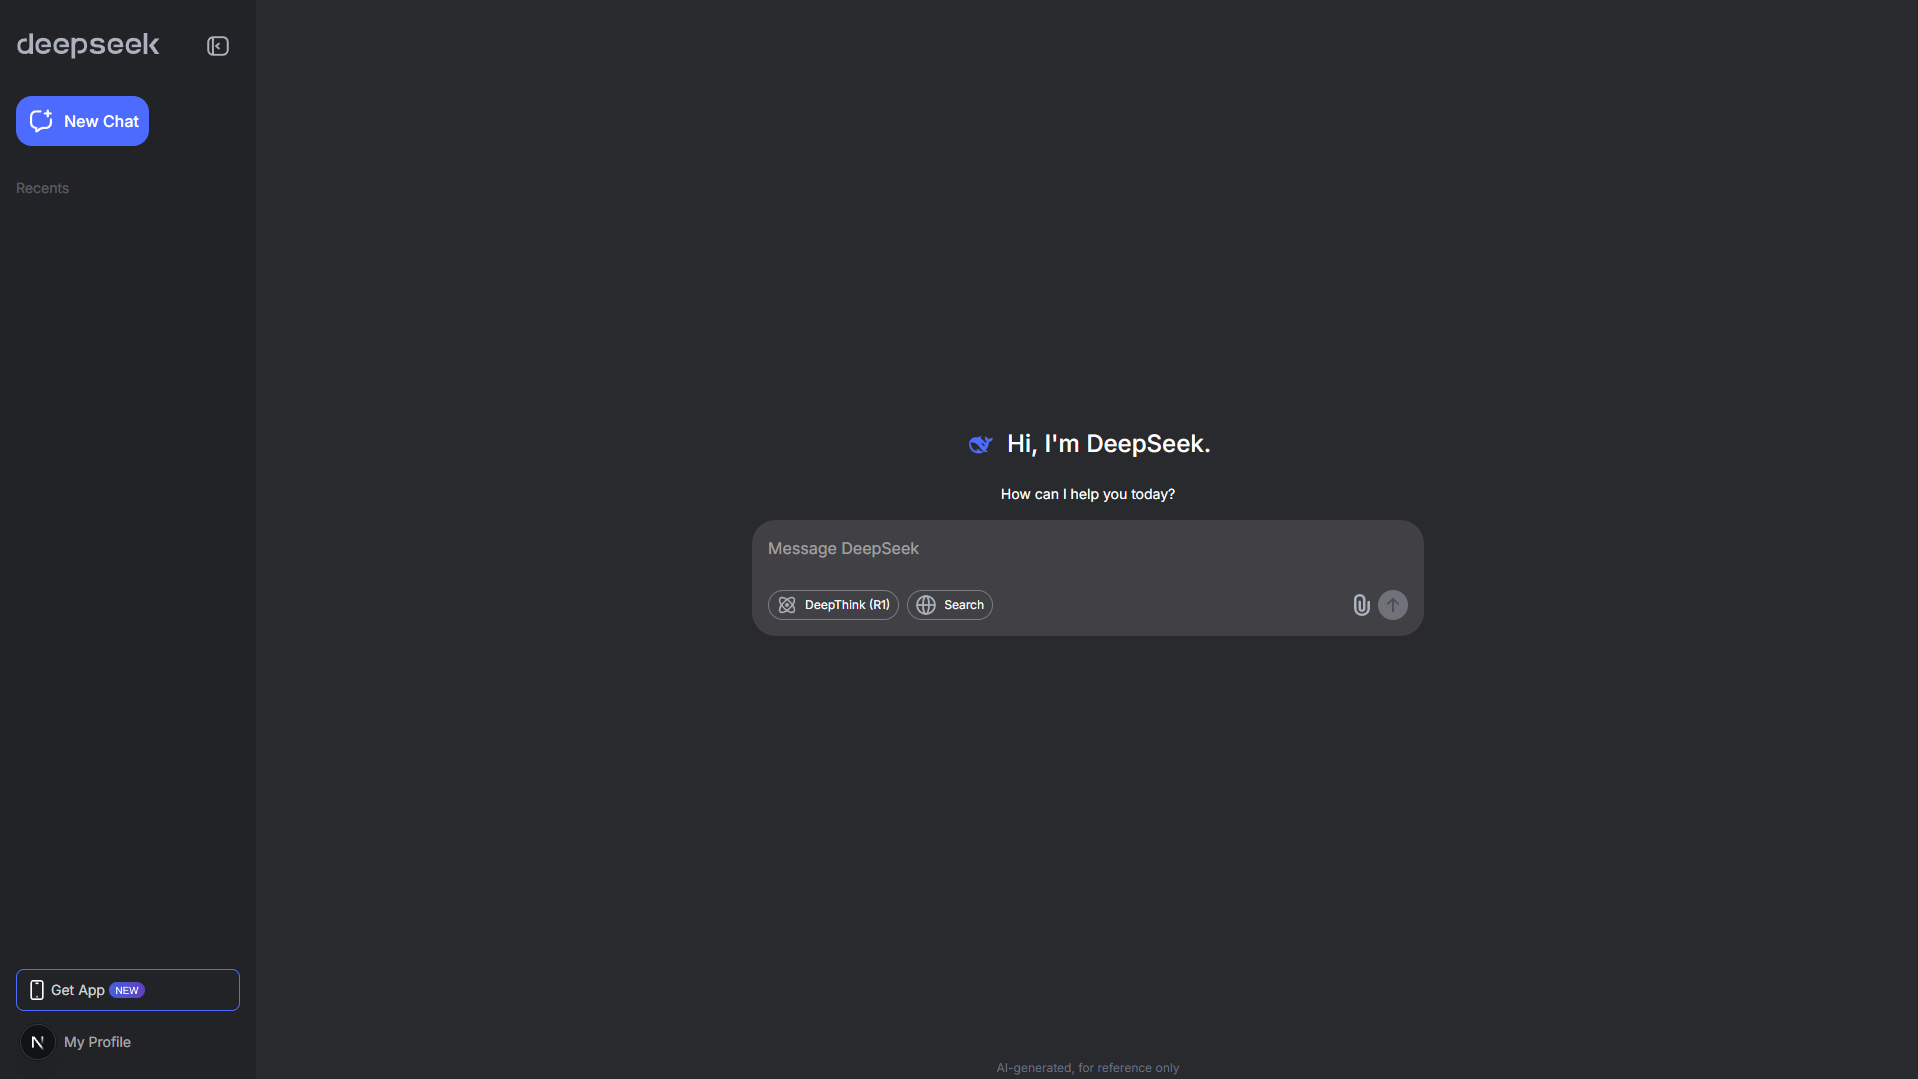 deepseek
New Chat
Recents
Hi, I'm DeepSeek.
How can I help you today?
Message DeepSeek
DeepThink (R1)
Search
Get App NEW
N My Profile
AI-generated, for reference only